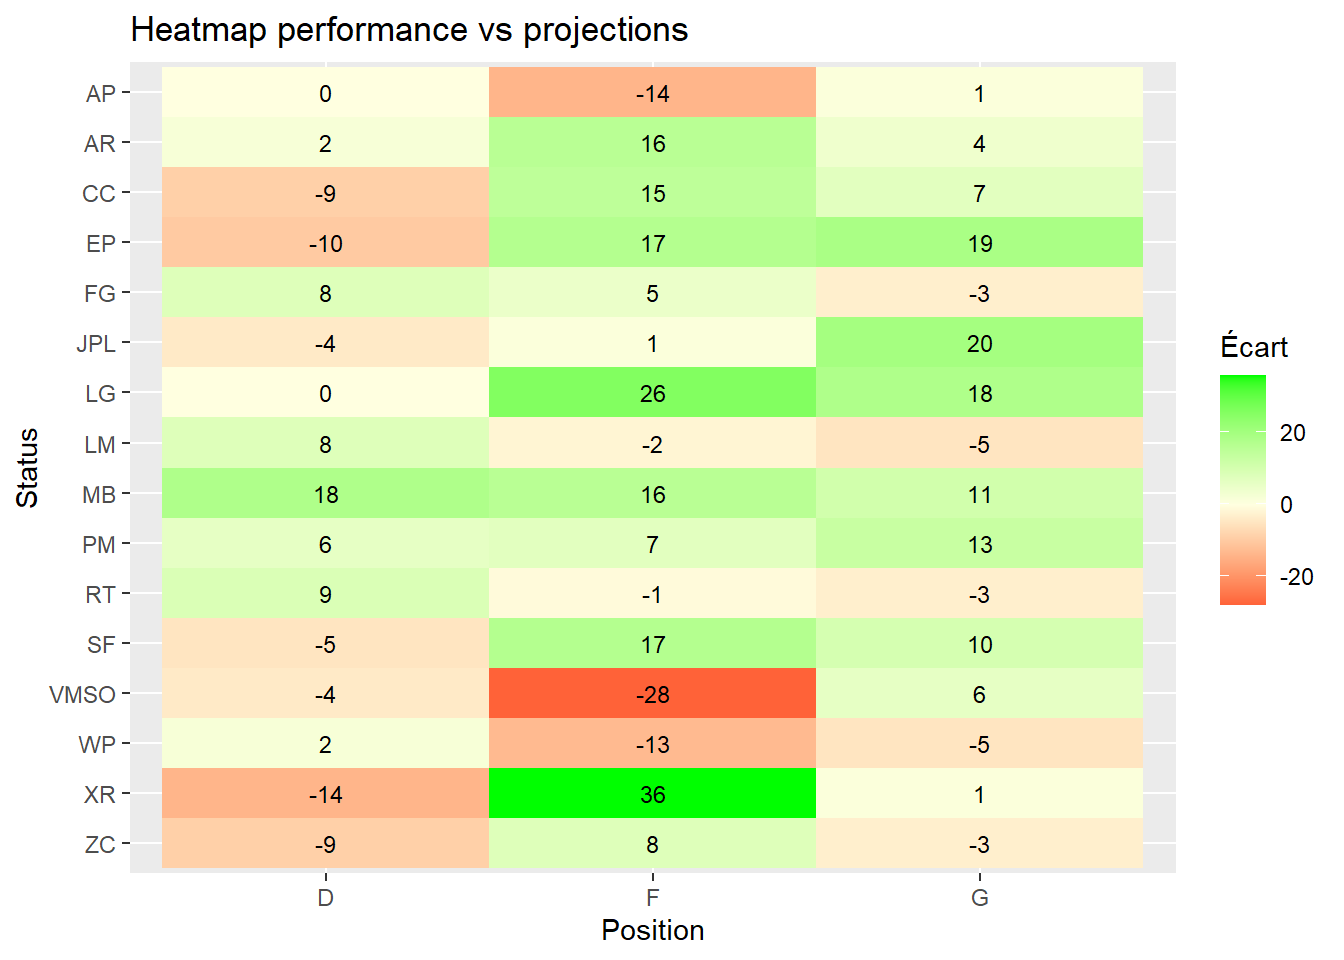 Heatmap performance vs projections
AP 0 -14 1
AR 2 16 4
CC -9 15 7
EP -10 17 19
FG 8 5 -3
JPL -4 1 20
LG 0 26 18
LM 8 -2 -5
MB 18 16 11
PM 6 7 13
RT 9 -1 -3
SF -5 17 10
VMSO -4 -28 6
WP 2 -13 -5
XR -14 36 1
ZC -9 8 -3
D F G
Position
Status
Écart
20
0
-20